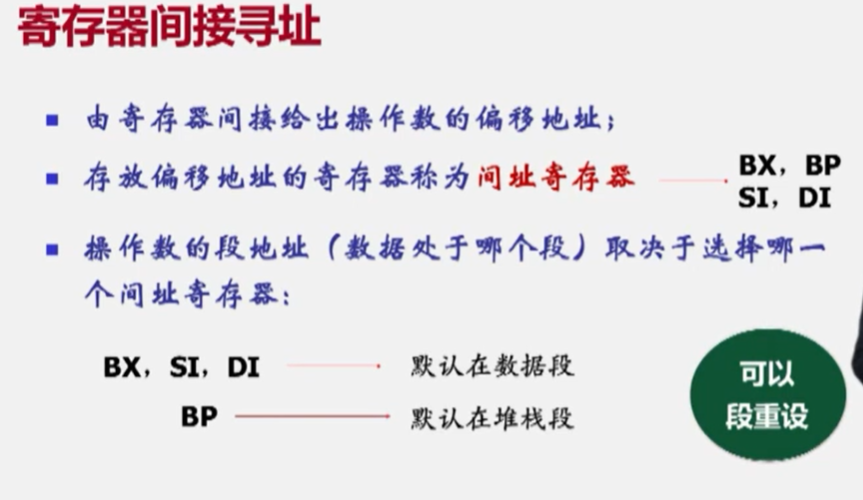 寄存器间接寻址
由寄存器间接给出操作数的偏移地址；
存放偏移地址的寄存器称为间址寄存器
BX，BP
SI，DI
操作数的段地址（数据处于哪个段）取决于选择哪一
个间址寄存器：
BX，SI，DI 默认在数据段
BP 默认在堆栈段
可以
段重设